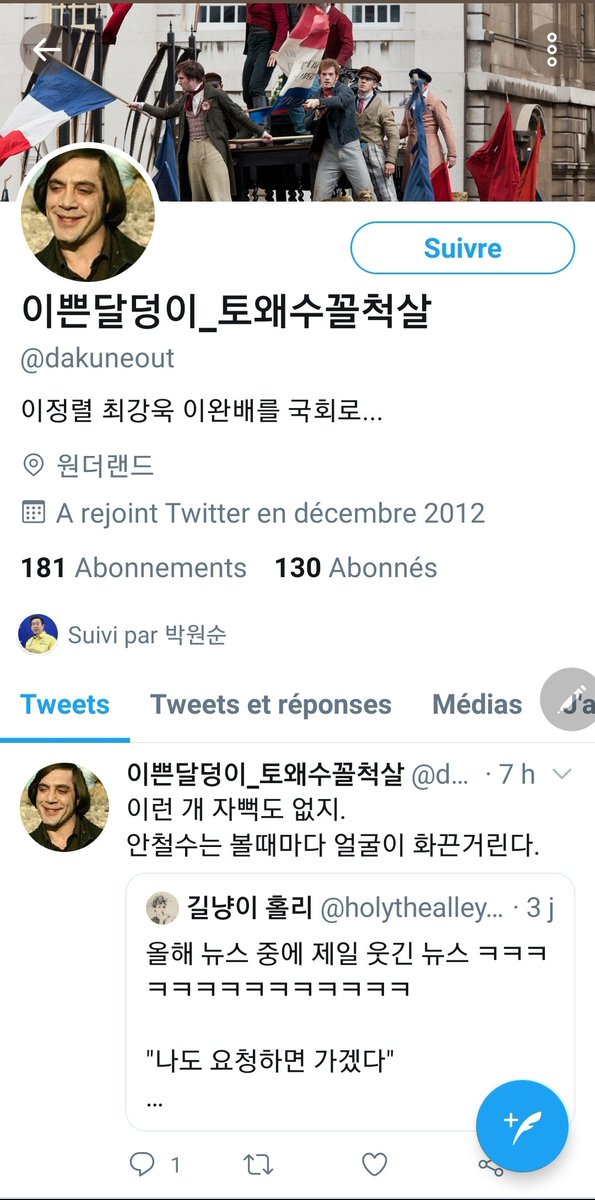 Suivre
이쁜달덩이_토왜수꼴척살
@dakuneout
이정렬 최강욱 이완배를 국회로...
원더랜드
A rejoint Twitter en décembre 2012
181 Abonnements 130 Abonnés
Suivi par 박원순
Tweets Tweets et réponses Médias J'a
이쁜달덩이_토왜수꼴척살 @d... · 7 h
이런 개 자뻑도 없지.
안철수는 볼때마다 얼굴이 화끈거린다.
길냥이 홀리 @holythealley... · 3 j
올해 뉴스 중에 제일 웃긴 뉴스 ㅋㅋㅋ
ㅋㅋㅋㅋㅋㅋㅋㅋㅋㅋㅋ
"나도 요청하면 가겠다"
...
1